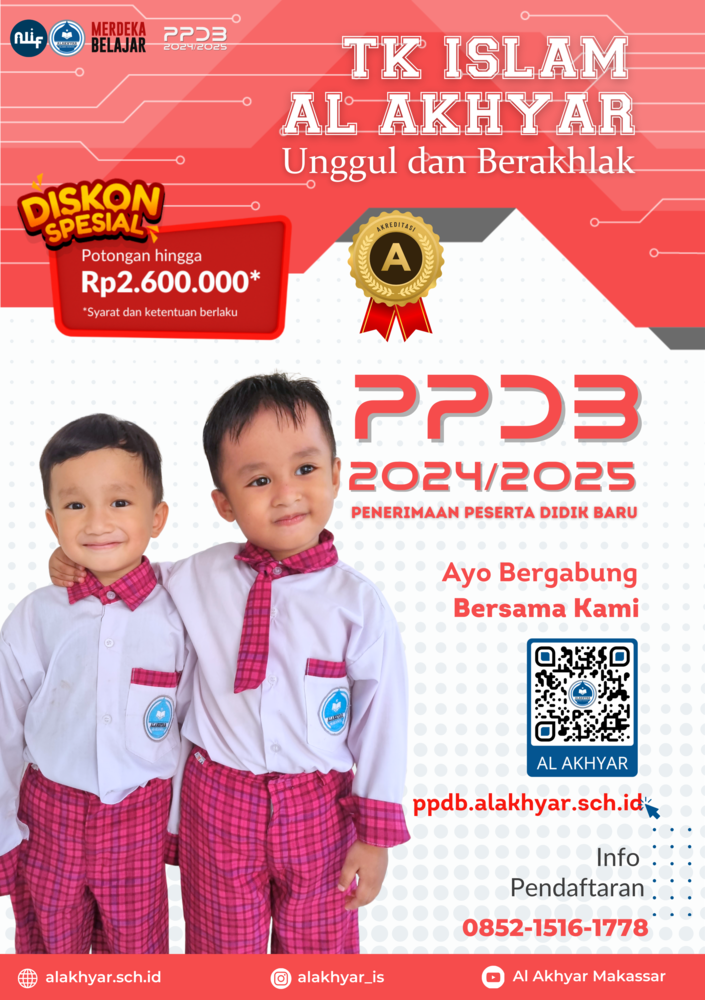 Alif
MERDEKA
BELAJAR
PPDB
2024/2025
TK ISLAM
AL AKHYAR
Unggul dan Berakhlak
DISKON
SPESIAL
Potongan hingga
Rp2.600.000*
*Syarat dan ketentuan berlaku
AKREDITASI
A
PPDB
2024/2025
PENERIMAAN PESERTA DIDIK BARU
Ayo Bergabung
Bersama Kami
AL AKHYAR
ppdb.alakhyar.sch.id
Info
Pendaftaran
0852-1516-1778
alakhyar.sch.id
alakhyar_is
Al Akhyar Makassar